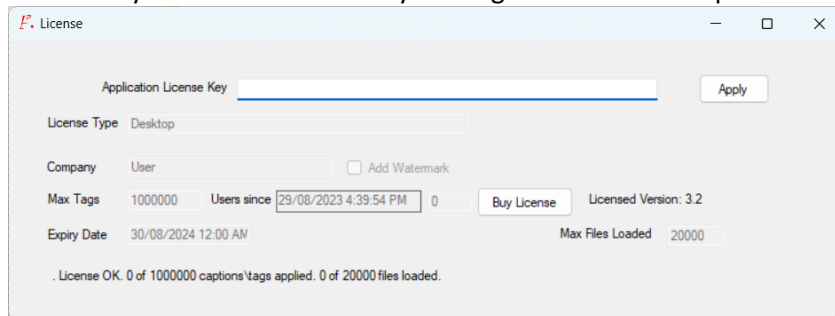 F. License
Application License Key Apply
License Type Desktop
Company User Add Watermark
Max Tags 1000000 Users since 29/08/2023 4:39:54 PM 0 Buy License Licensed Version: 3.2
Expiry Date 30/08/2024 12:00 AM Max Files Loaded 20000
. License OK. 0 of 1000000 captions\tags applied. 0 of 20000 files loaded.